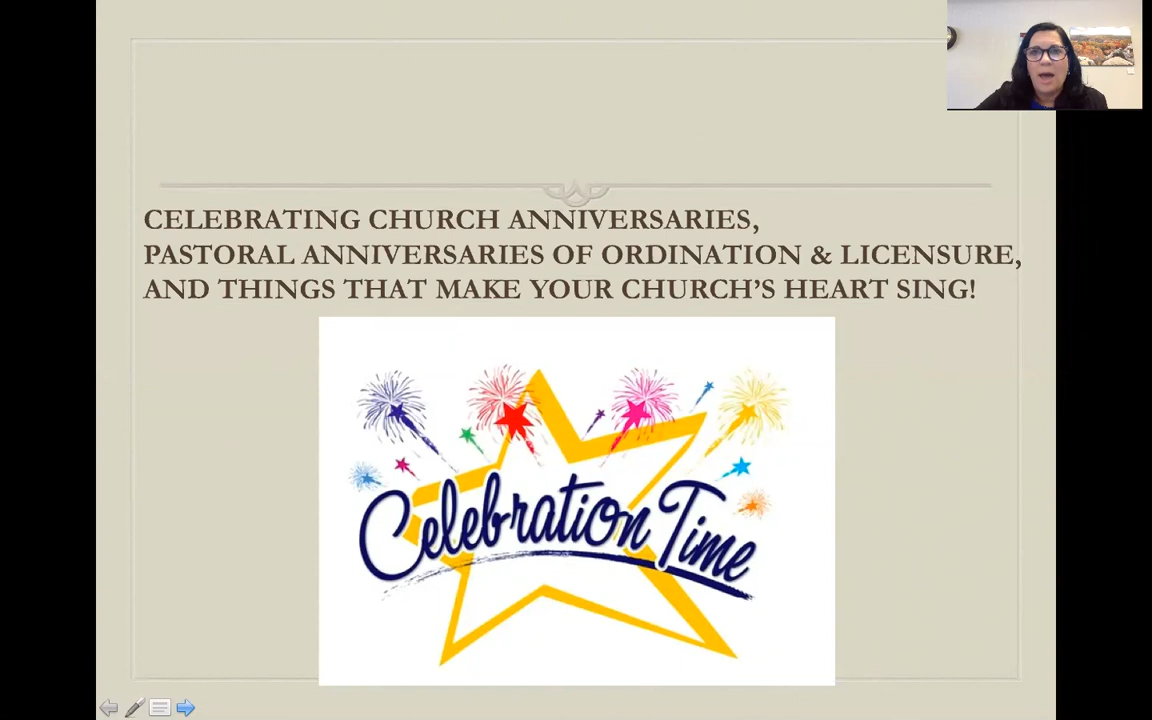 CELEBRATING CHURCH ANNIVERSARIES,
PASTORAL ANNIVERSARIES OF ORDINATION & LICENSURE,
AND THINGS THAT MAKE YOUR CHURCH’S HEART SING!
Celebration Time